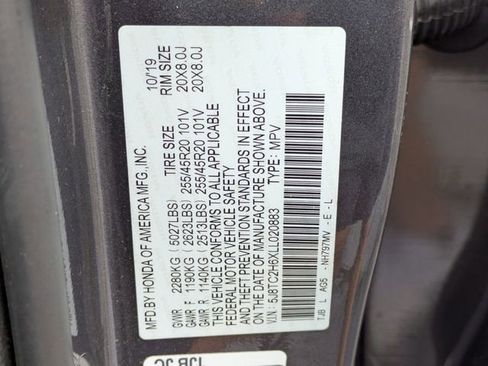 MFD.BY HONDA OF AMERICA MFG., INC. 10/19
TIRE SIZE RIM SIZE
GVWR 2280KG (5027LBS)
GAWR F 1190KG (2623LBS) 255/45R20 101V 20X8.0J
GAWR R 1140KG (2513LBS) 255/45R20 101V 20X8.0J
THIS VEHICLE CONFORMS TO ALL APPLICABLE
FEDERAL MOTOR VEHICLE SAFETY
AND THEFT PREVENTION STANDARDS IN EFFECT
ON THE DATE OF MANUFACTURE SHOWN ABOVE.
V.I.N.: 5J8TC2H6XLL020883 TYPE: MPV
TJB L AG5 - NH797MV - E - L
TJB JC